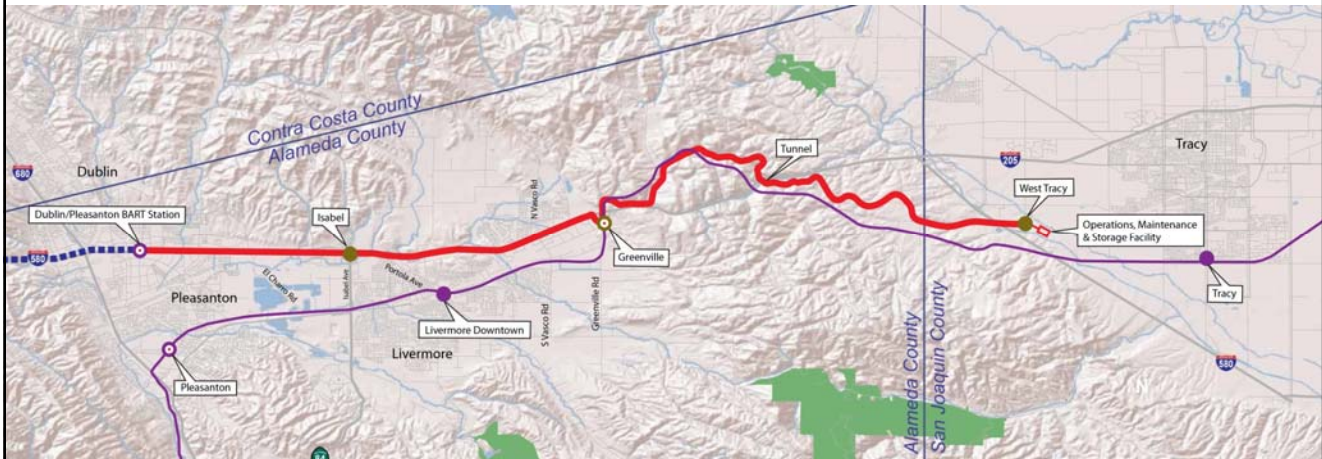 Contra Costa County
Alameda County
205
Tracy
680
Dublin
Tunnel
West Tracy
Dublin/Pleasanton BART Station
Isabel
N Vasco Rd
Operations, Maintenance
& Storage Facility
580
Greenville
El Charro Rd
Isabel Ave
Portola Ave
Pleasanton
Greenville Rd
Tracy
Livermore Downtown
S Vasco Rd
Livermore
Pleasanton
Alameda County
San Joaquin County
580
N
84